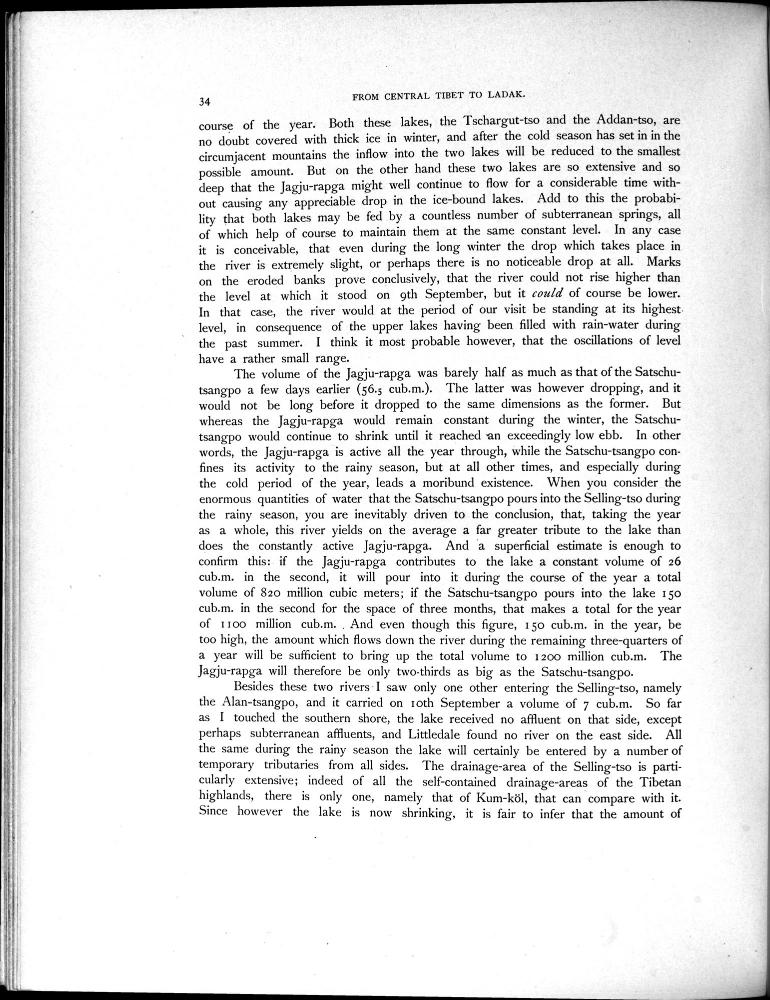 34
FROM CENTRAL TIBET TO LADAK.
course of the year. Both these lakes, the Tschargut-tso and the Addan-tso, are
no doubt covered with thick ice in winter, and after the cold season has set in in the
circumjacent mountains the inflow into the two lakes will be reduced to the smallest
possible amount. But on the other hand these two lakes are so extensive and so
deep that the Jagju-rapga might well continue to flow for a considerable time with-
out causing any appreciable drop in the ice-bound lakes. Add to this the probabi-
lity that both lakes may be fed by a countless number of subterranean springs, all
of which help of course to maintain them at the same constant level. In any case
it is conceivable, that even during the long winter the drop which takes place in
the river is extremely slight, or perhaps there is no noticeable drop at all. Marks
on the eroded banks prove conclusively, that the river could not rise higher than
the level at which it stood on 9th September, but it could of course be lower.
In that case, the river would at the period of our visit be standing at its highest
level, in consequence of the upper lakes having been filled with rain-water during
the past summer. I think it most probable however, that the oscillations of level
have a rather small range.
The volume of the Jagju-rapga was barely half as much as that of the Satschu-
tsangpo a few days earlier (56.5 cub.m.). The latter was however dropping, and it
would not be long before it dropped to the same dimensions as the former. But
whereas the Jagju-rapga would remain constant during the winter, the Satschu-
tsangpo would continue to shrink until it reached an exceedingly low ebb. In other
words, the Jagju-rapga is active all the year through, while the Satschu-tsangpo con-
fines its activity to the rainy season, but at all other times, and especially during
the cold period of the year, leads a moribund existence. When you consider the
enormous quantities of water that the Satschu-tsangpo pours into the Selling-tso during
the rainy season, you are inevitably driven to the conclusion, that, taking the year
as a whole, this river yields on the average a far greater tribute to the lake than
does the constantly active Jagju-rapga. And a superficial estimate is enough to
confirm this: if the Jagju-rapga contributes to the lake a constant volume of 26
cub.m. in the second, it will pour into it during the course of the year a total
volume of 820 million cubic meters; if the Satschu-tsangpo pours into the lake 150
cub.m. in the second for the space of three months, that makes a total for the year
of 1100 million cub.m. And even though this figure, 150 cub.m. in the year, be
too high, the amount which flows down the river during the remaining three-quarters of
a year will be sufficient to bring up the total volume to 1200 million cub.m. The
Jagju-rapga will therefore be only two-thirds as big as the Satschu-tsangpo.
Besides these two rivers I saw only one other entering the Selling-tso, namely
the Alan-tsangpo, and it carried on 10th September a volume of 7 cub.m. So far
as I touched the southern shore, the lake received no affluent on that side, except
perhaps subterranean affluents, and Littledale found no river on the east side. All
the same during the rainy season the lake will certainly be entered by a number of
temporary tributaries from all sides. The drainage-area of the Selling-tso is parti-
cularly extensive; indeed of all the self-contained drainage-areas of the Tibetan
highlands, there is only one, namely that of Kum-köl, that can compare with it.
Since however the lake is now shrinking, it is fair to infer that the amount of